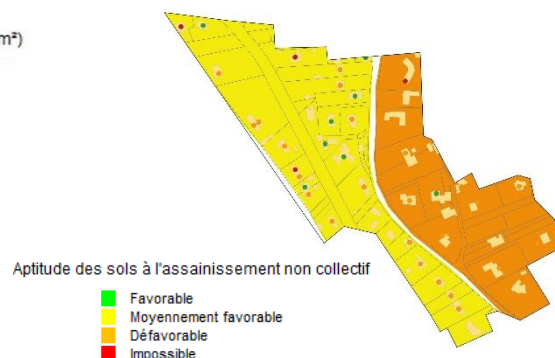 m²)
Aptitude des sols à l'assainissement non collectif
Favorable
Moyennement favorable
Défavorable
Impossible